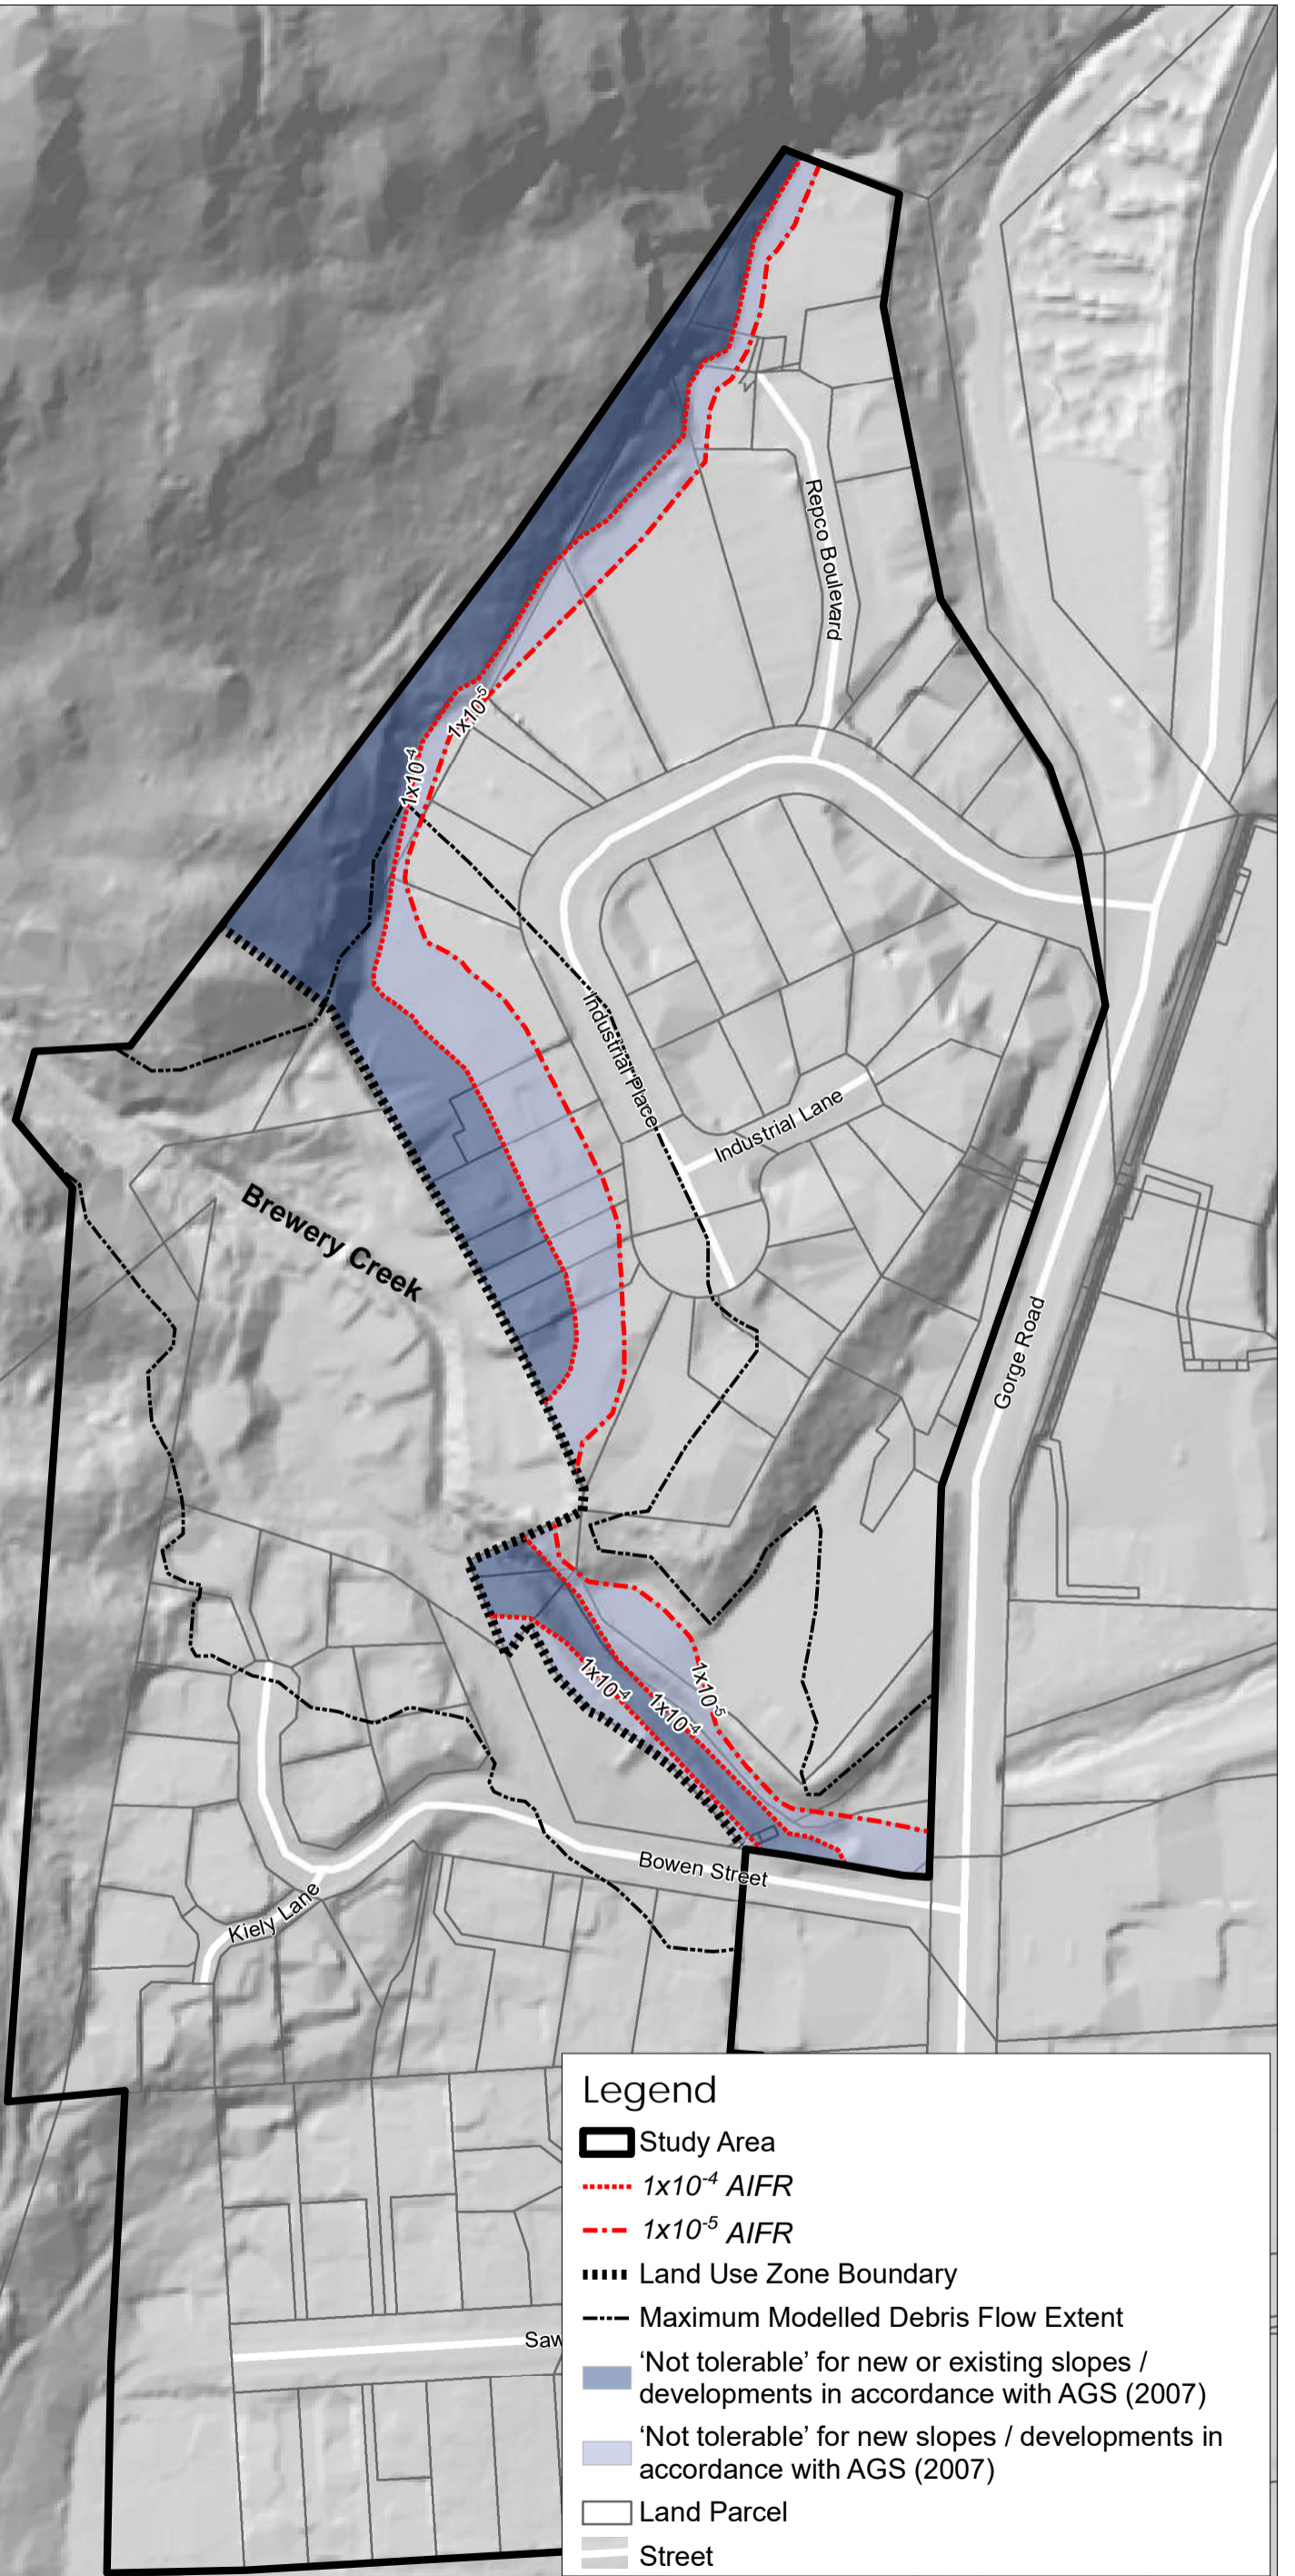 Repco Boulevard
1x10-5
1x10-4
Industrial Place
Industrial Lane
Brewery Creek
Gorge Road
1x10-4
1x10-4
1x10-5
Bowen Street
Kiely Lane
Saw
Legend
Study Area
1x10-4 AIFR
1x10-5 AIFR
Land Use Zone Boundary
Maximum Modelled Debris Flow Extent
‘Not tolerable’ for new or existing slopes /
developments in accordance with AGS (2007)
‘Not tolerable’ for new slopes / developments in
accordance with AGS (2007)
Land Parcel
Street